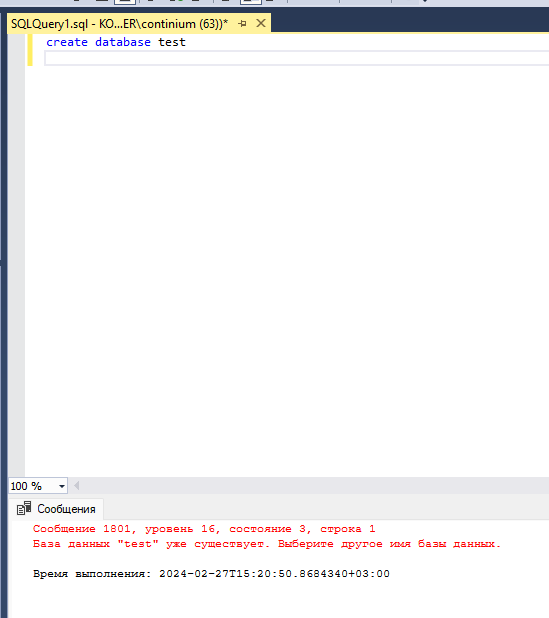 SQLQuery1.sql - KO...ER\continium (63))*
create database test
100 %
Сообщения
Сообщение 1801, уровень 16, состояние 3, строка 1
База данных "test" уже существует. Выберите другое имя базы данных.
Время выполнения: 2024-02-27T15:20:50.8684340+03:00